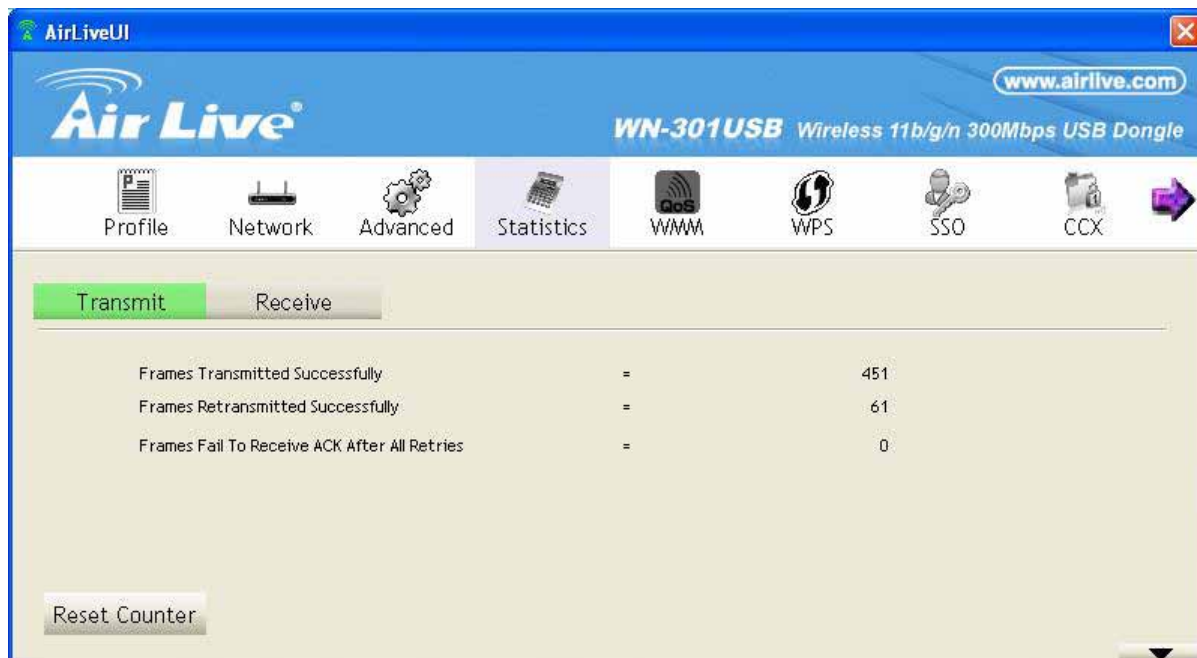 AirLiveUI
www.airlive.com
Air Live®
WN-301USB Wireless 11b/g/n 300Mbps USB Dongle
Profile Network Advanced Statistics QoS WMM WPS SSO CCX
Transmit Receive
Frames Transmitted Successfully = 451
Frames Retransmitted Successfully = 61
Frames Fail To Receive ACK After All Retries = 0
Reset Counter